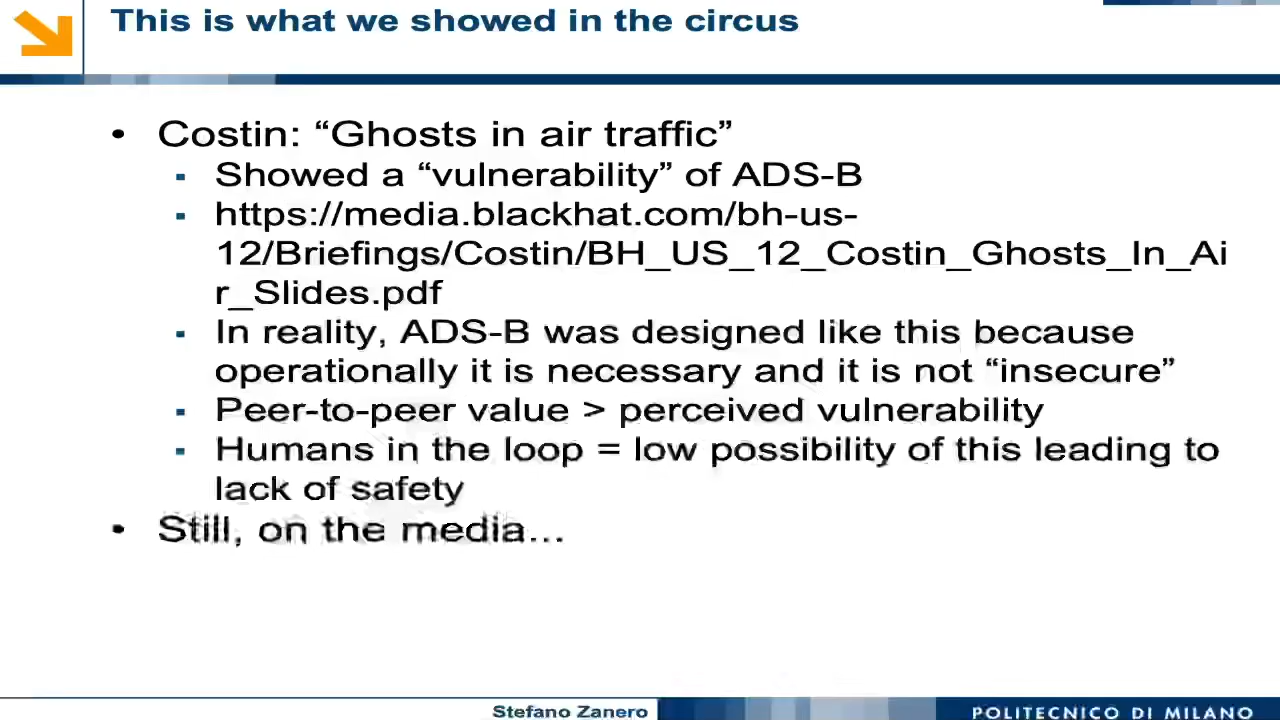 This is what we showed in the circus
• Costin: “Ghosts in air traffic”
▪ Showed a “vulnerability” of ADS-B
▪ https://media.blackhat.com/bh-us-
12/Briefings/Costin/BH_US_12_Costin_Ghosts_In_Ai
r_Slides.pdf
▪ In reality, ADS-B was designed like this because
operationally it is necessary and it is not “insecure”
▪ Peer-to-peer value > perceived vulnerability
▪ Humans in the loop = low possibility of this leading to
lack of safety
• Still, on the media...
Stefano Zanero
POLITECNICO DI MILANO